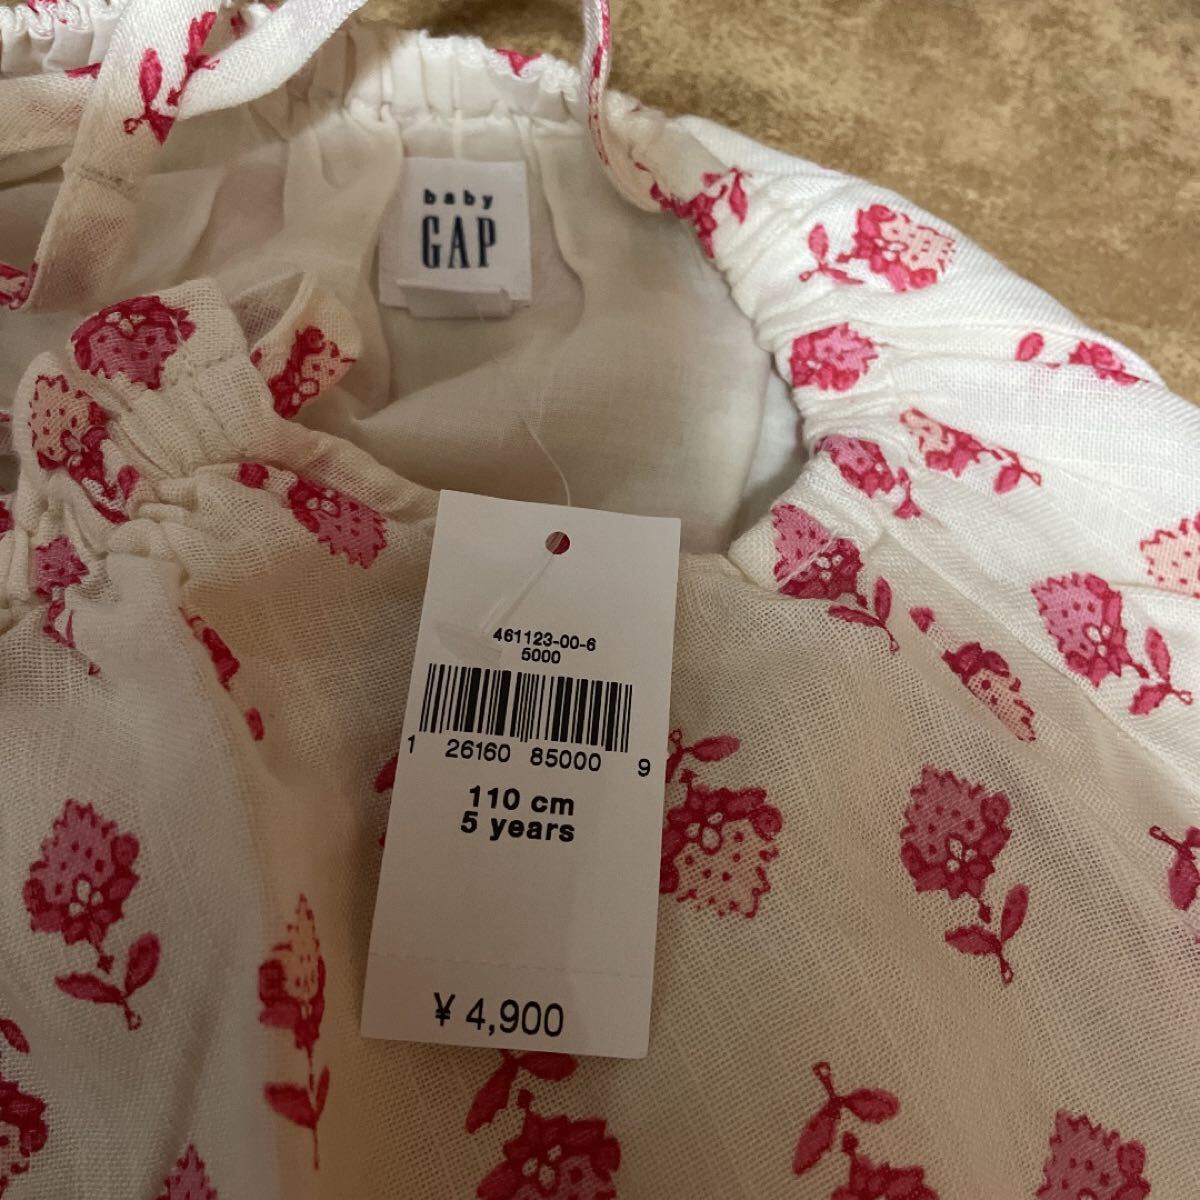 baby
GAP
461123-00-6
5000
1 26160 85000 9
110 cm
5 years
¥ 4,900